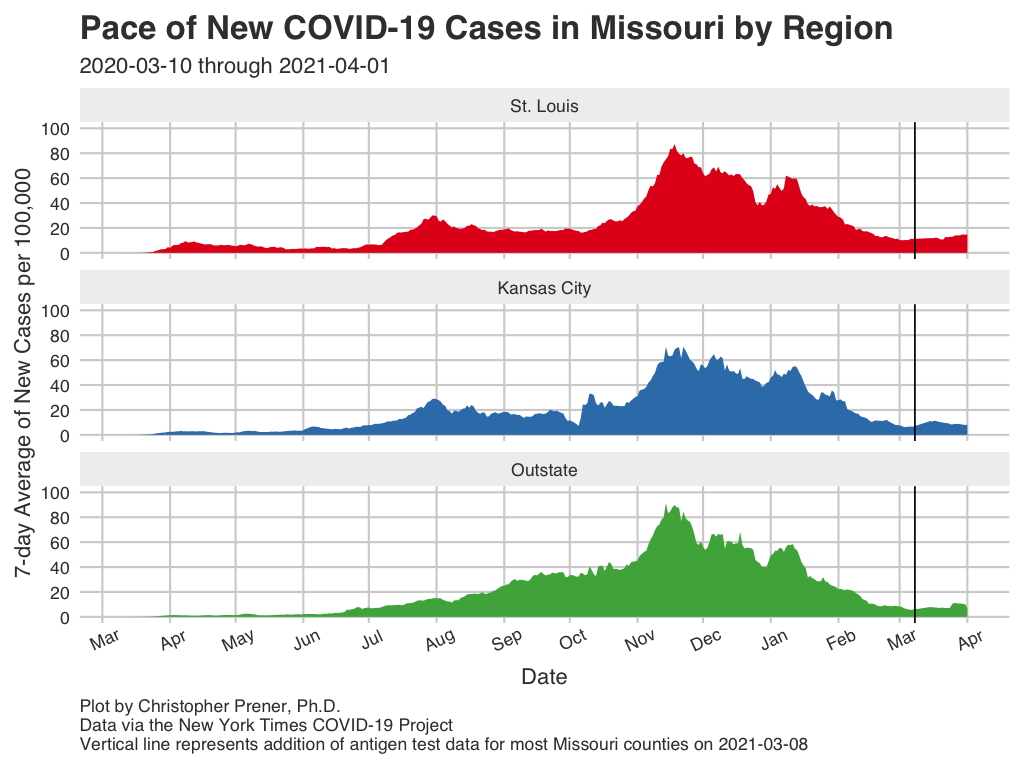 Pace of New COVID-19 Cases in Missouri by Region
2020-03-10 through 2021-04-01
St. Louis
100
80
60
40
20
0
Kansas City
100
80
60
40
20
0
Outstate
100
80
60
40
20
0
7-day Average of New Cases per 100,000
Mar Apr May Jun Jul Aug Sep Oct Nov Dec Jan Feb Mar Apr
Date
Plot by Christopher Prener, Ph.D.
Data via the New York Times COVID-19 Project
Vertical line represents addition of antigen test data for most Missouri counties on 2021-03-08